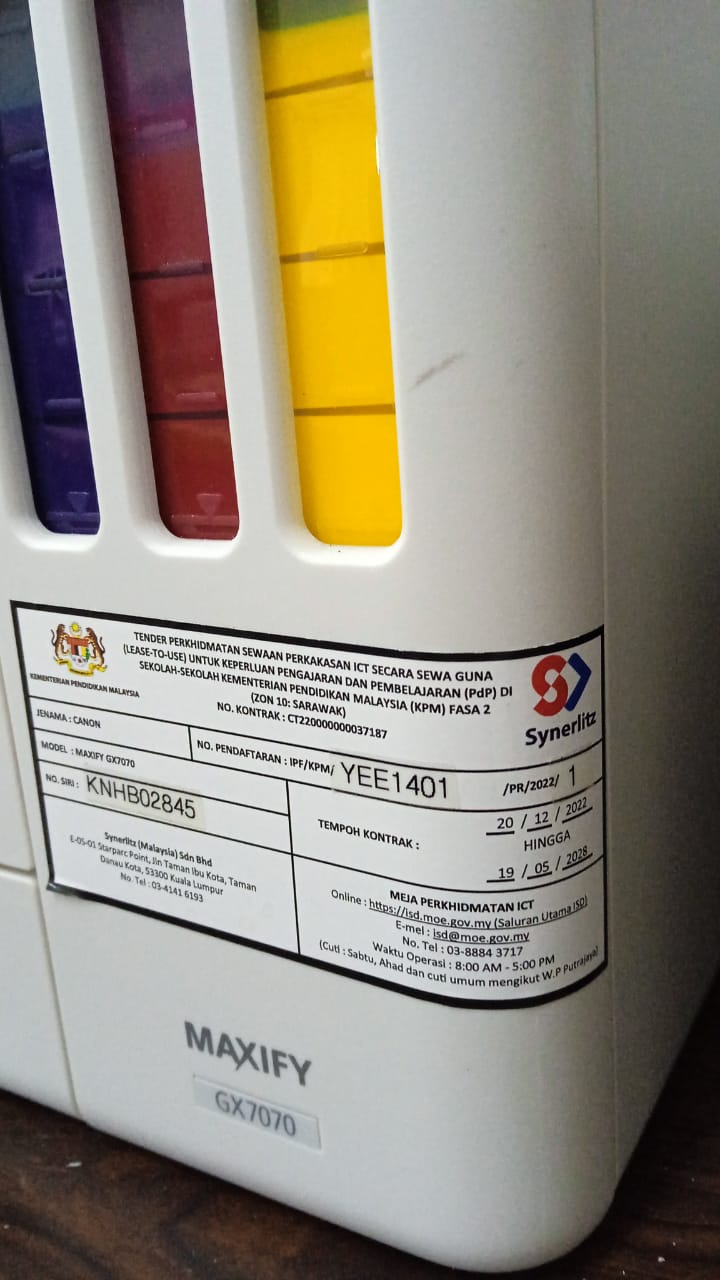 TENDER PERKHIDMATAN SEWAAN PERKAKASAN ICT SECARA SEWA GUNA
(LEASE-TO-USE) UNTUK KEPERLUAN PENGAJARAN DAN PEMBELAJARAN (PdP) DI
SEKOLAH-SEKOLAH KEMENTERIAN PENDIDIKAN MALAYSIA (KPM) FASA 2
(ZON 10: SARAWAK)
NO. KONTRAK : CT220000000037187
KEMENTERIAN PENDIDIKAN MALAYSIA
Synerlitz
JENAMA : CANON
NO. PENDAFTARAN : IPF/KPM/ YEE1401 /PR/2022/ 1
MODEL : MAXIFY GX7070
NO. SIRI : KNHB02845
TEMPOH KONTRAK :
20 / 12 / 2022
HINGGA
19 / 05 / 2028
Synerlitz (Malaysia) Sdn Bhd
E-05-01 Starparc Point, Jln Taman Ibu Kota, Taman
Danau Kota, 53300 Kuala Lumpur
No. Tel : 03-4141 6193
MEJA PERKHIDMATAN ICT
Online : https://isd.moe.gov.my (Saluran Utama ISD)
E-mel : isd@moe.gov.my
No. Tel : 03-8884 3717
Waktu Operasi : 8:00 AM - 5:00 PM
(Cuti : Sabtu, Ahad dan cuti umum mengikut W.P Putrajaya)
MAXIFY
GX7070